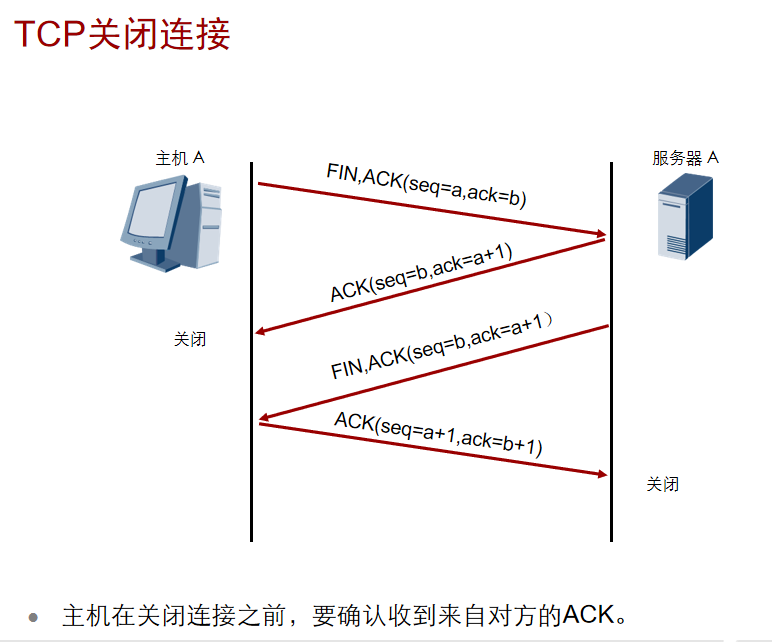 TCP关闭连接
主机 A
服务器 A
FIN,ACK(seq=a,ack=b)
ACK(seq=b,ack=a+1)
关闭
FIN,ACK(seq=b,ack=a+1）
ACK(seq=a+1,ack=b+1)
关闭
主机在关闭连接之前，要确认收到来自对方的ACK。